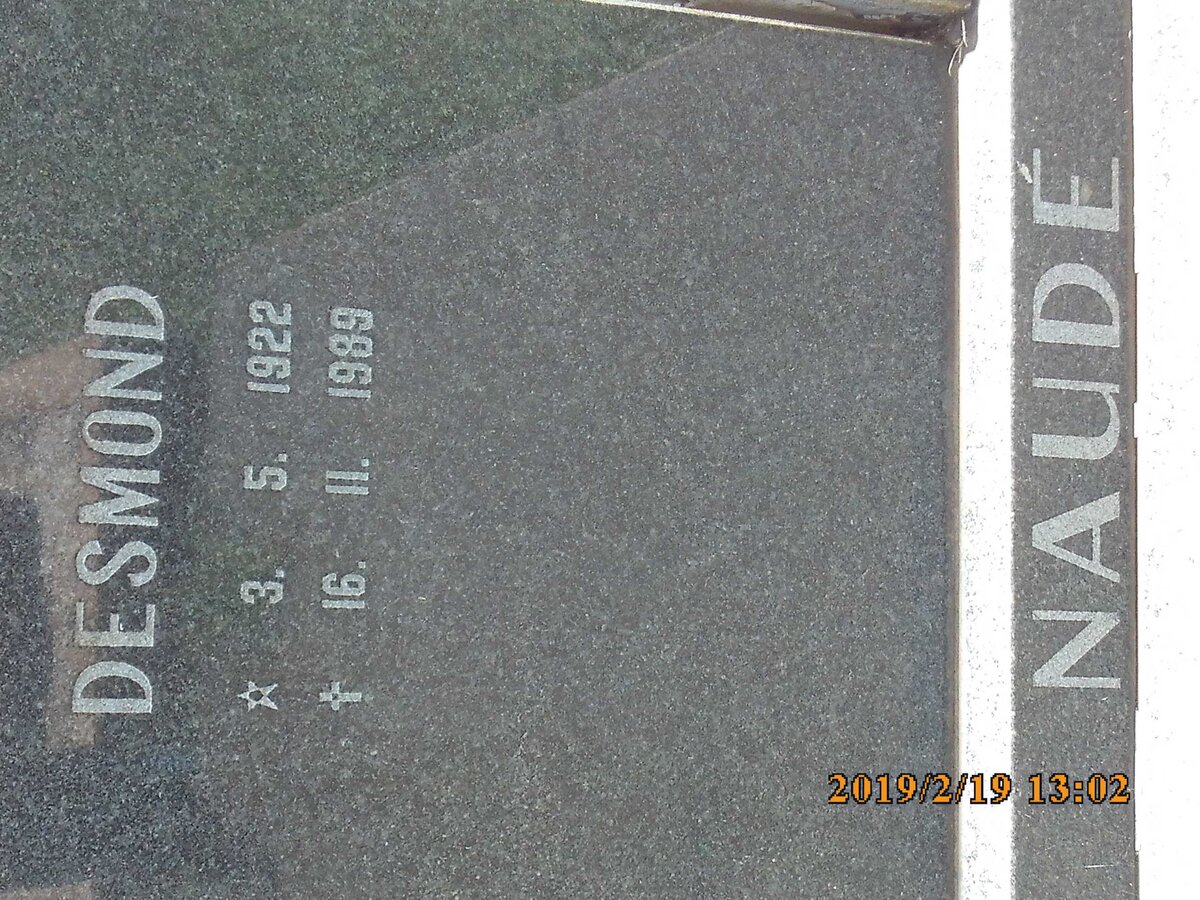 DESMOND
☆ 3. 5. 1922
✝ 16. 11. 1989
NAUDÉ
2019/2/19 13:02